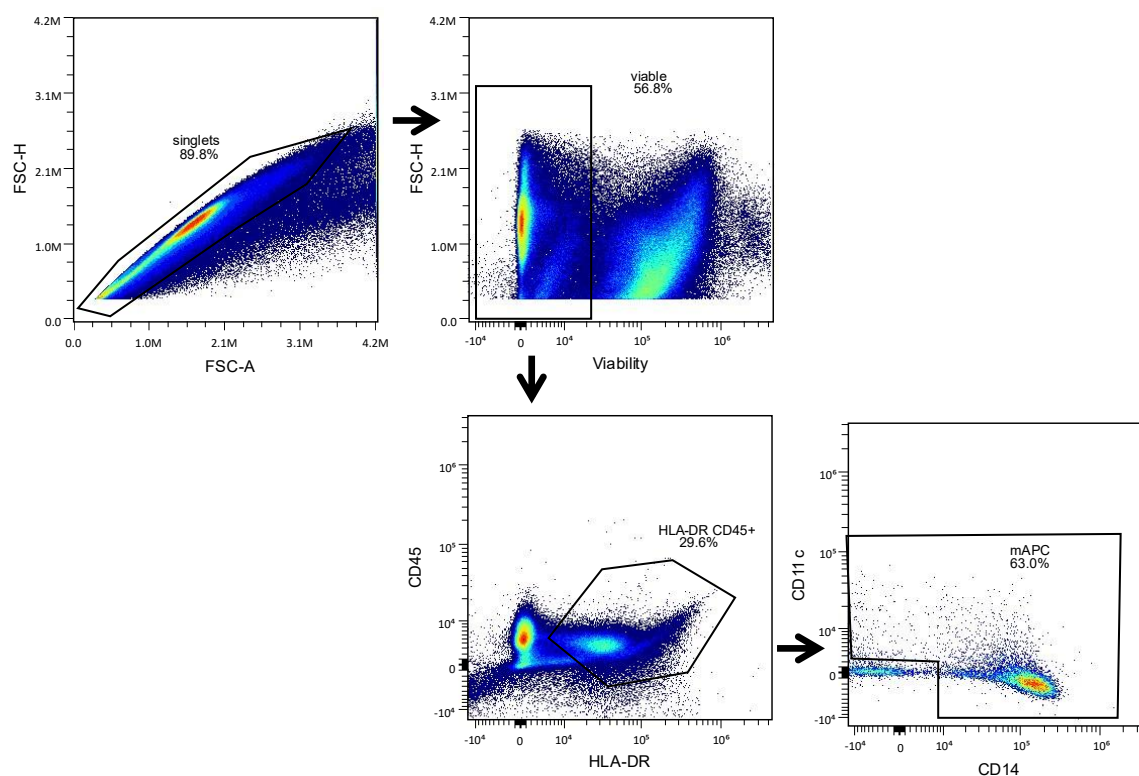 4.2M
3.1M
2.1M
1.0M
0.0
FSC-H
singlets
89.8%
0.0
1.0M
2.1M
3.1M
4.2M
FSC-A
4.2M
3.1M
2.1M
1.0M
0.0
FSC-H
viable
56.8%
-10⁴
0
10⁴
10⁵
10⁶
Viability
10⁶
10⁵
10⁴
0
-10⁴
CD45
HLA-DR CD45+
29.6%
-10⁴
0
10⁴
10⁵
10⁶
HLA-DR
10⁶
10⁵
10⁴
0
-10⁴
CD11 c
mAPC
63.0%
-10⁴
0
10⁴
10⁵
10⁶
CD14